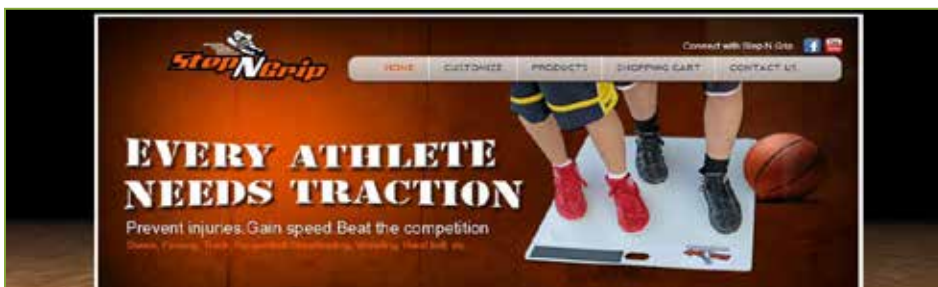 Step N Grip
Connect with Step N Grip
HOME CUSTOMIZE PRODUCTS SHOPPING CART CONTACT US
EVERY ATHLETE
NEEDS TRACTION
Prevent injuries.Gain speed.Beat the competition